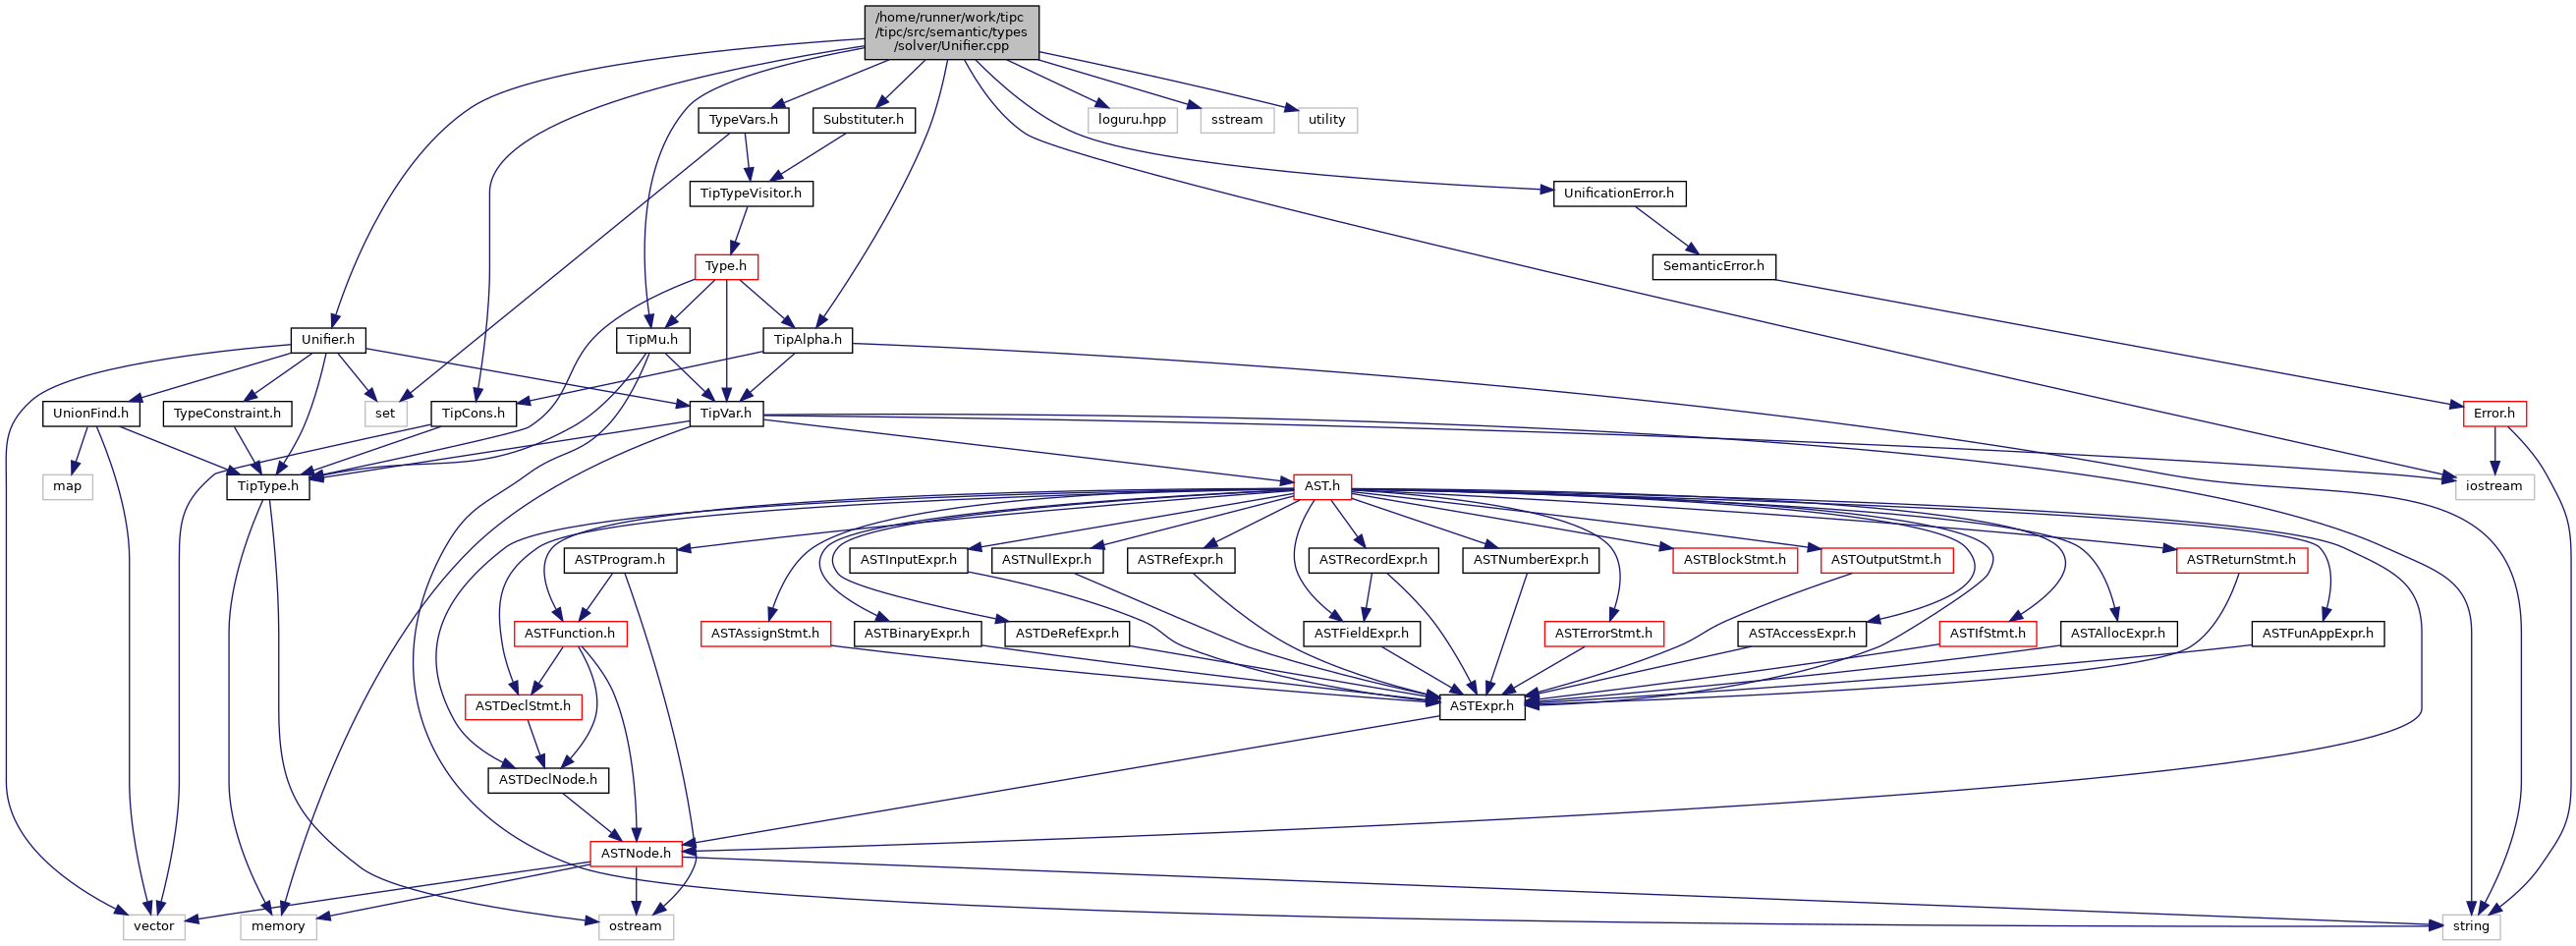 /home/runner/work/tipc
/tipc/src/semantic/types
/solver/Unifier.cpp
TypeVars.h
Substituter.h
loguru.hpp
sstream
utility
TipTypeVisitor.h
UnificationError.h
Type.h
SemanticError.h
Unifier.h
TipMu.h
TipAlpha.h
UnionFind.h
TypeConstraint.h
set
TipCons.h
TipVar.h
Error.h
map
TipType.h
AST.h
iostream
ASTProgram.h
ASTInputExpr.h
ASTNullExpr.h
ASTRefExpr.h
ASTRecordExpr.h
ASTNumberExpr.h
ASTBlockStmt.h
ASTOutputStmt.h
ASTReturnStmt.h
ASTFunction.h
ASTAssignStmt.h
ASTBinaryExpr.h
ASTDeRefExpr.h
ASTFieldExpr.h
ASTErrorStmt.h
ASTAccessExpr.h
ASTIfStmt.h
ASTAllocExpr.h
ASTFunAppExpr.h
ASTDeclStmt.h
ASTExpr.h
ASTDeclNode.h
ASTNode.h
vector
memory
ostream
string